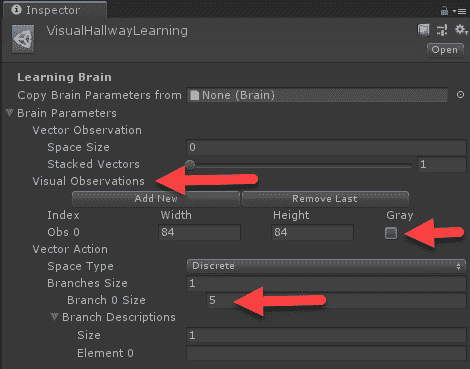 Inspector
VisualHallwayLearning
Open
Learning Brain
Copy Brain Parameters from None (Brain)
Brain Parameters
Vector Observation
Space Size 0
Stacked Vectors 1
Visual Observations
Add New Remove Last
Index Width Height Gray
Obs 0 84 84
Vector Action
Space Type Discrete
Branches Size 1
Branch 0 Size 5
Branch Descriptions
Size 1
Element 0